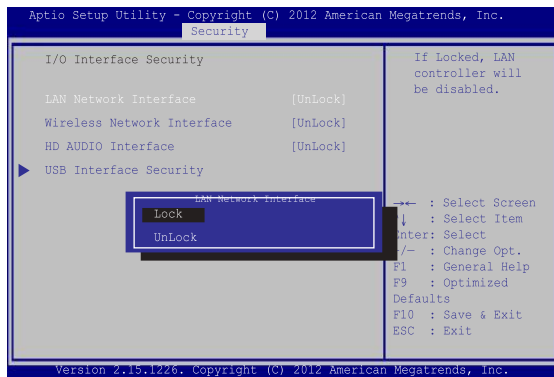 Aptio Setup Utility - Copyright (C) 2012 American Megatrends, Inc.
Security
I/O Interface Security
LAN Network Interface [UnLock]
Wireless Network Interface [UnLock]
HD AUDIO Interface [UnLock]
USB Interface Security
If Locked, LAN
controller will
be disabled.
LAN Network Interface
Lock
UnLock
→← : Select Screen
↓ : Select Item
Enter: Select
/— : Change Opt.
F1 : General Help
F9 : Optimized
Defaults
F10 : Save & Exit
ESC : Exit
Version 2.15.1226. Copyright (C) 2012 American Megatrends, Inc.